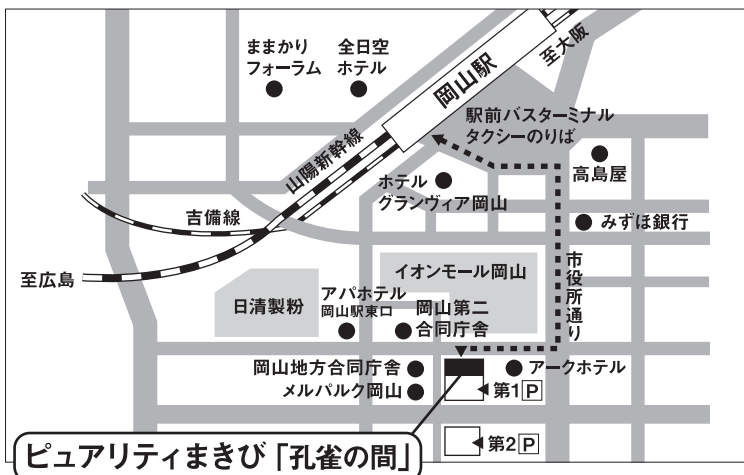 ままかり
フォーラム
全日空
ホテル
岡山駅
至大阪
駅前バスターミナル
タクシーのりば
山陽新幹線
高島屋
ホテル
グランヴィア岡山
吉備線
みずほ銀行
至広島
イオンモール岡山
市役所通り
日清製粉
アパホテル
岡山駅東口
岡山第二
合同庁舎
岡山地方合同庁舎
アークホテル
メルパルク岡山
第1 P
第2 P
ピュアリティまきび「孔雀の間」